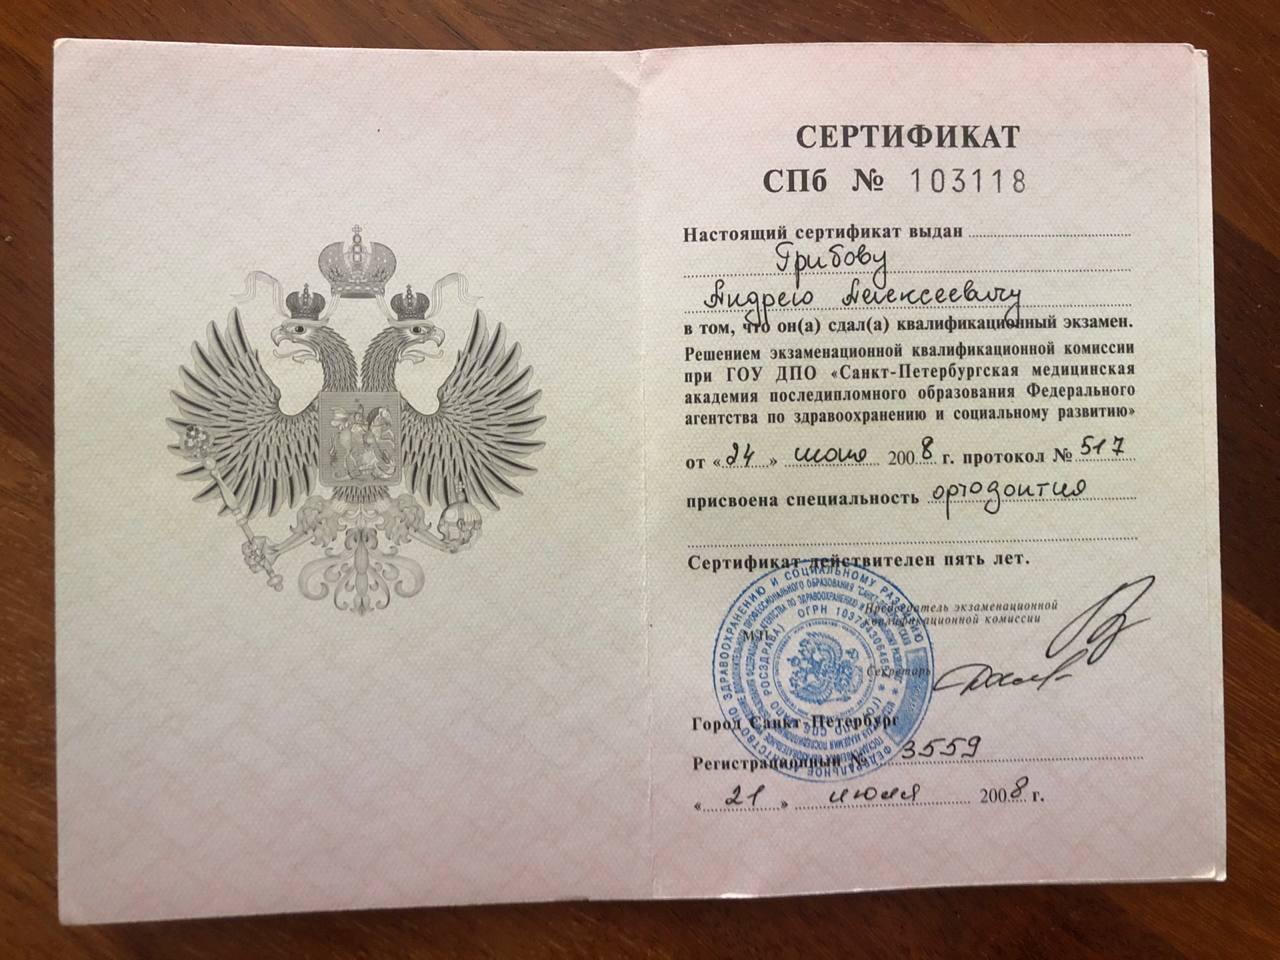 СЕРТИФИКАТ
СПб № 103118
Настоящий сертификат выдан
Грибову
Андрею Алексеевичу
в том, что он(а) сдал(а) квалификационный экзамен.
Решением экзаменационной квалификационной комиссии
при ГОУ ДПО «Санкт-Петербургская медицинская
академия последипломного образования Федерального
агентства по здравоохранению и социальному развитию»
от «24» 2008 г. протокол № 517
присвоена специальность ортодонтия
Сертификат действителен пять лет.
Председатель экзаменационной
квалификационной комиссии
М.П.
Секретарь
Город Санкт-Петербург
Регистрационный № 3559
«21» июля 2008 г.